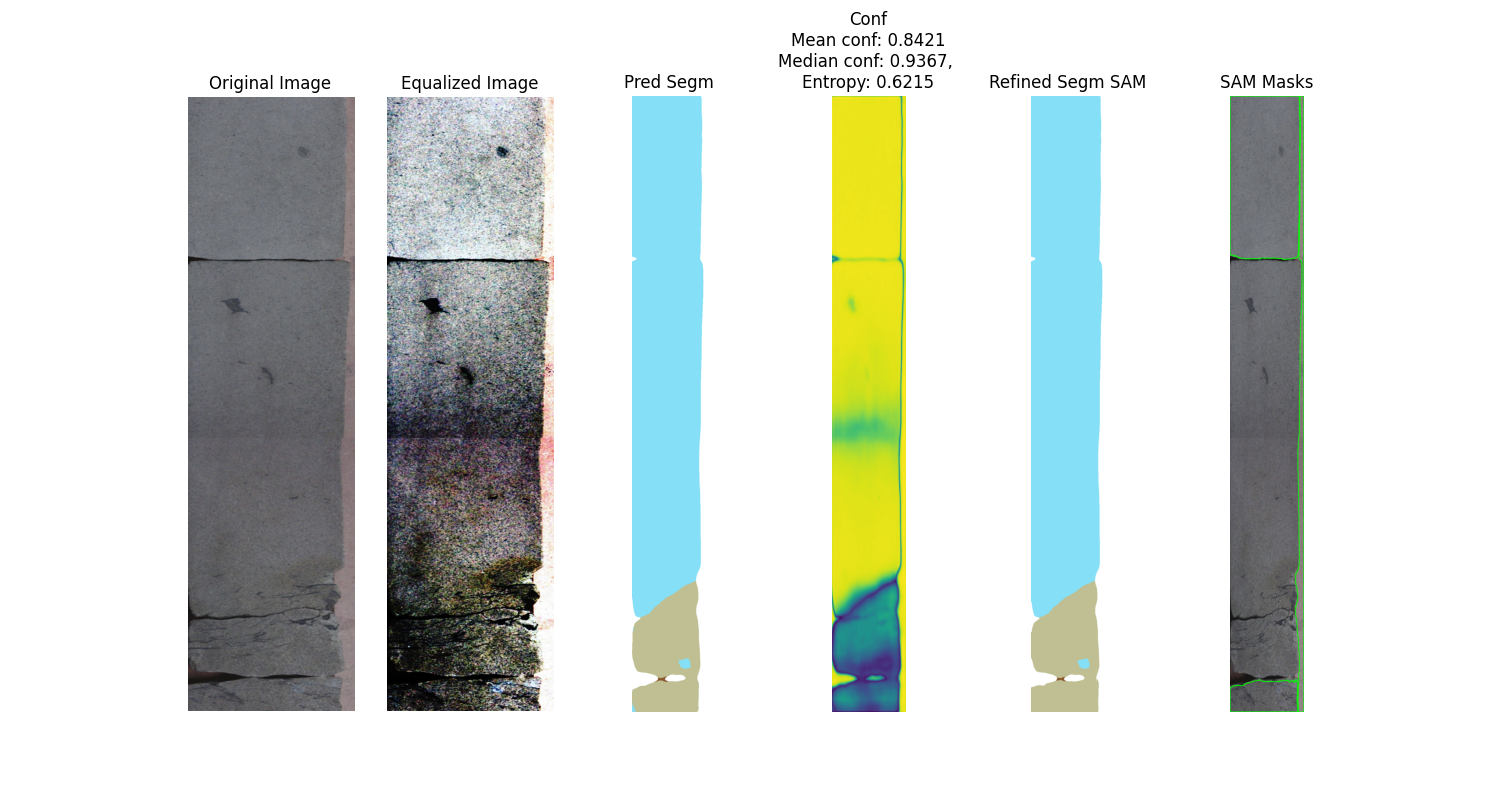 Original Image
Equalized Image
Pred Segm
Conf
Mean conf: 0.8421
Median conf: 0.9367,
Entropy: 0.6215
Refined Segm SAM
SAM Masks